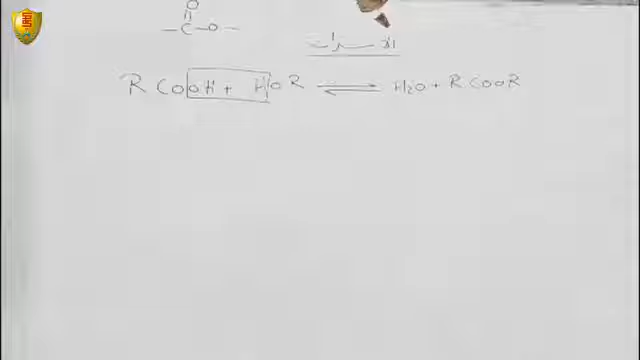 O
— C — O —
الاسترات
R COOH + HOR ⇌ H₂O + R COOR